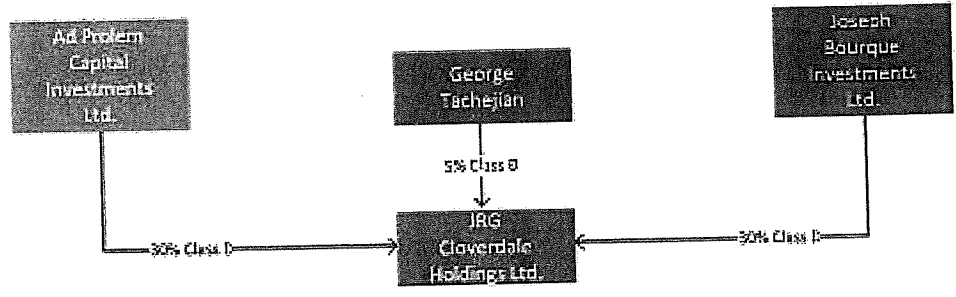 Ad Protem
Capital
Investments
Ltd.
George
Tachejian
Joseph
Bourque
Investments
Ltd.
5% Class D
JRG
Cloverdale
Holdings Ltd.
30% Class D
30% Class D